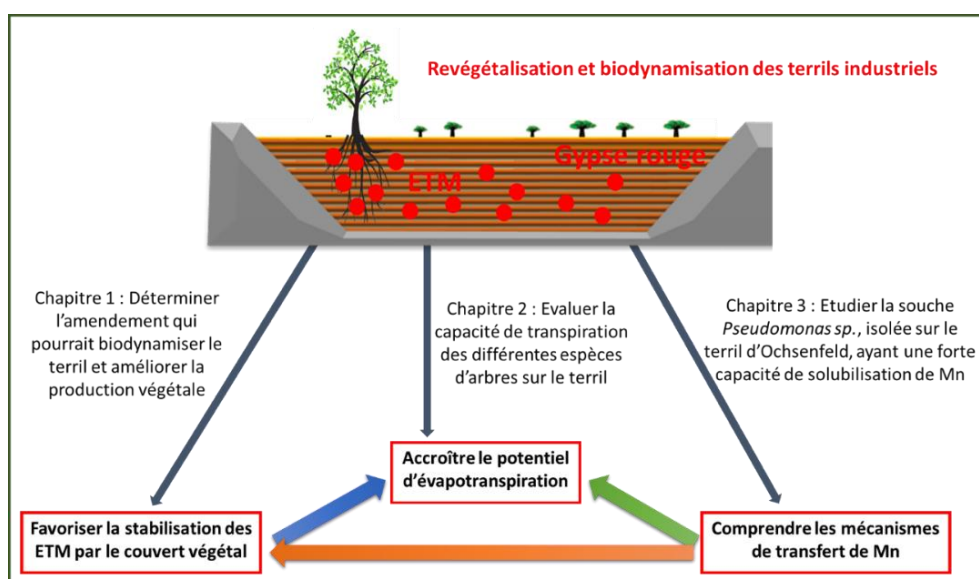 Revégétalisation et biodynamisation des terrils industriels
Gypse rouge
ETM
Chapitre 1 : Déterminer
l'amendement qui
pourrait biodynamiser le
terril et améliorer la
production végétale
Chapitre 2 : Evaluer la
capacité de transpiration
des différentes espèces
d'arbres sur le terril
Chapitre 3 : Etudier la souche
Pseudomonas sp., isolée sur le
terril d'Ochsenfeld, ayant une forte
capacité de solubilisation de Mn
Accroître le potentiel
d'évapotranspiration
Favoriser la stabilisation des
ETM par le couvert végétal
Comprendre les mécanismes
de transfert de Mn